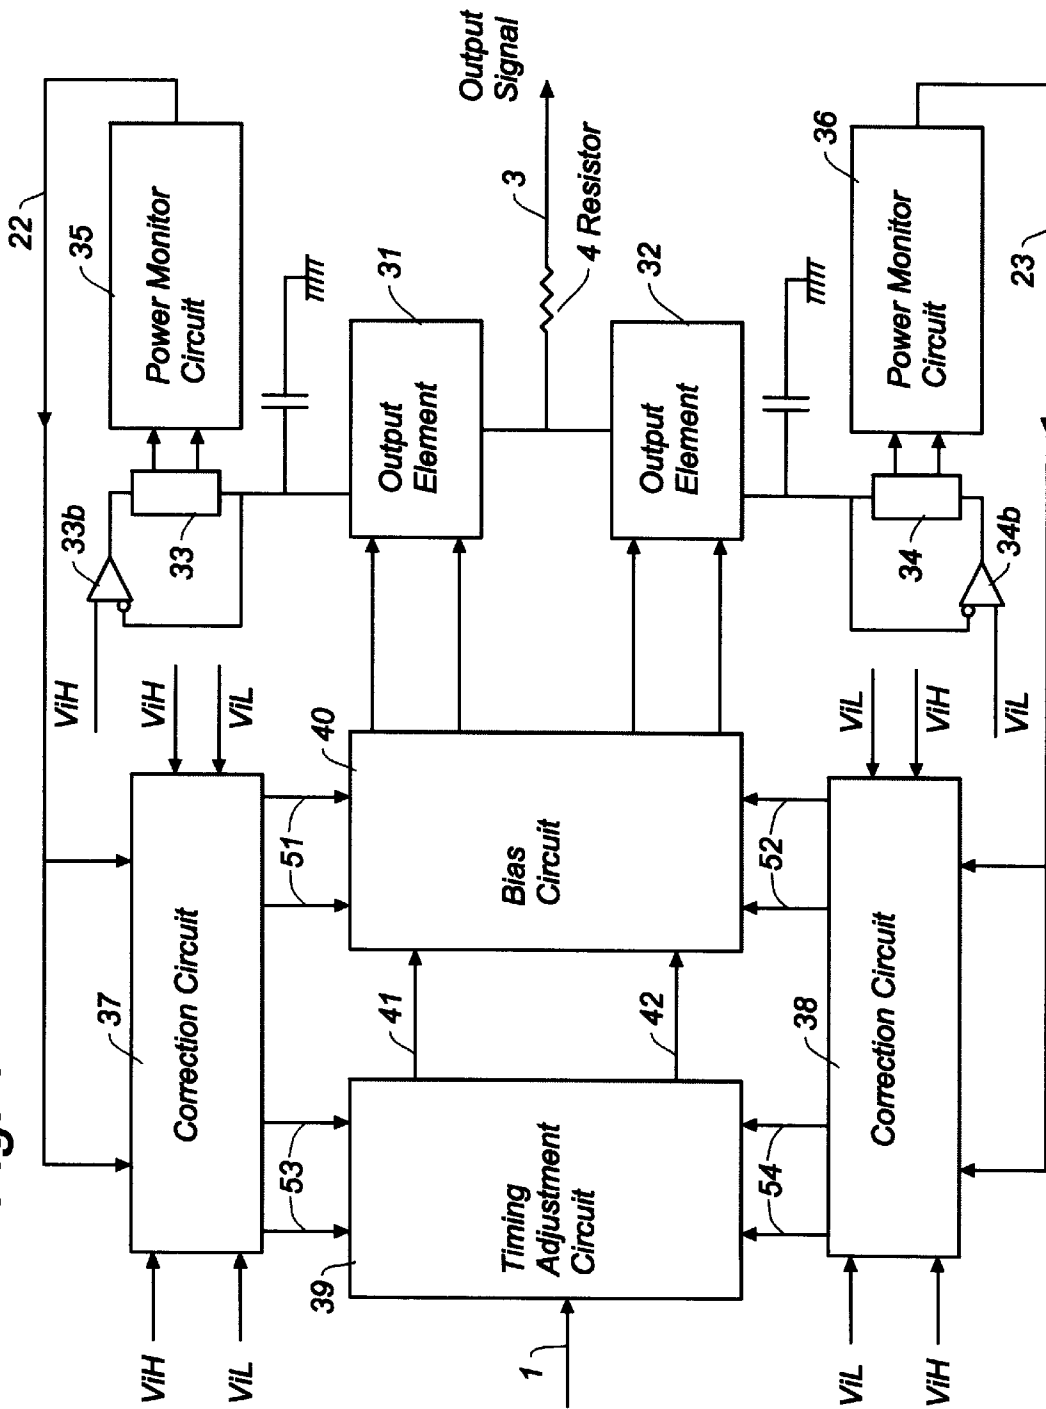 22
35
Power Monitor
Circuit
33b
33
ViH
ViH
ViL
37
Correction Circuit
ViH
ViL
53
51
31
Output
Element
40
Bias
Circuit
41
42
39
Timing
Adjustment
Circuit
1
Output
Signal
3
4 Resistor
32
Output
Element
54
52
38
Correction Circuit
ViL
ViH
ViL
ViH
ViL
34
34b
36
Power Monitor
Circuit
23